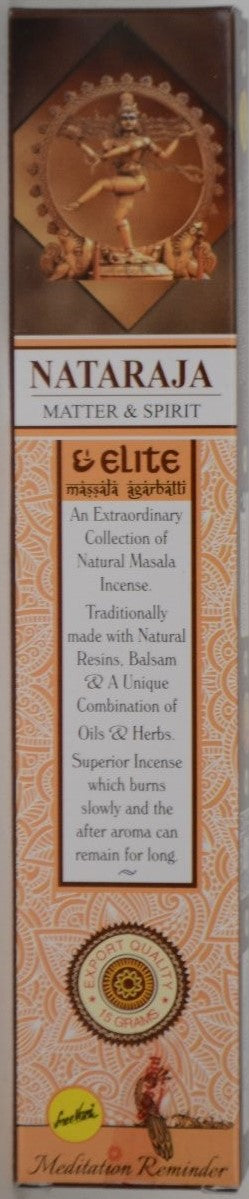 NATARAJA
MATTER & SPIRIT
& ELITE
massala agarbatti
An Extraordinary
Collection of
Natural Masala
Incense.
Traditionally
made with Natural
Resins, Balsam
& A Unique
Combination of
Oils & Herbs.
Superior Incense
which burns
slowly and the
after aroma can
remain for long.
EXPORT QUALITY
15 GRAMS
Meditation Reminder